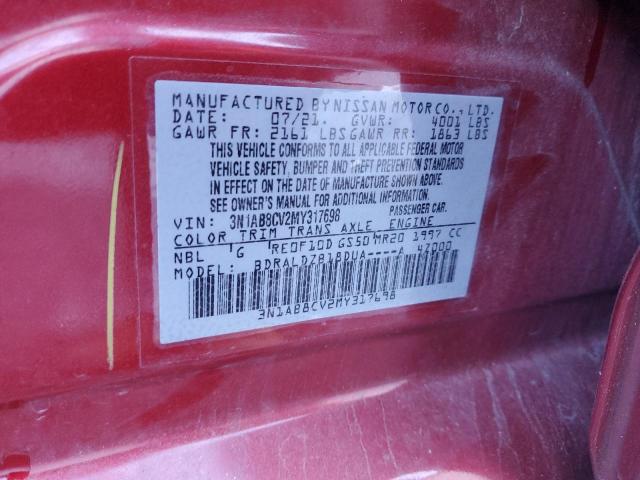 MANUFACTURED BY NISSAN MOTOR CO., LTD.
DATE: 07/21. GVWR: 4001 LBS
GAWR FR: 2161 LBS GAWR RR: 1863 LBS
THIS VEHICLE CONFORMS TO ALL APPLICABLE FEDERAL MOTOR
VEHICLE SAFETY, BUMPER AND THEFT PREVENTION STANDARDS
IN EFFECT ON THE DATE OF MANUFACTURE SHOWN ABOVE.
SEE OWNER'S MANUAL FOR ADDITIONAL INFORMATION.
VIN: 3N1AB8CV2MY317698 PASSENGER CAR.
COLOR TRIM TRANS AXLE ENGINE
NBL G RE0F10D GS50 MR20 1997 CC
MODEL: BDRALDZ818DUA----A 42000
3N1AB8CV2MY317698